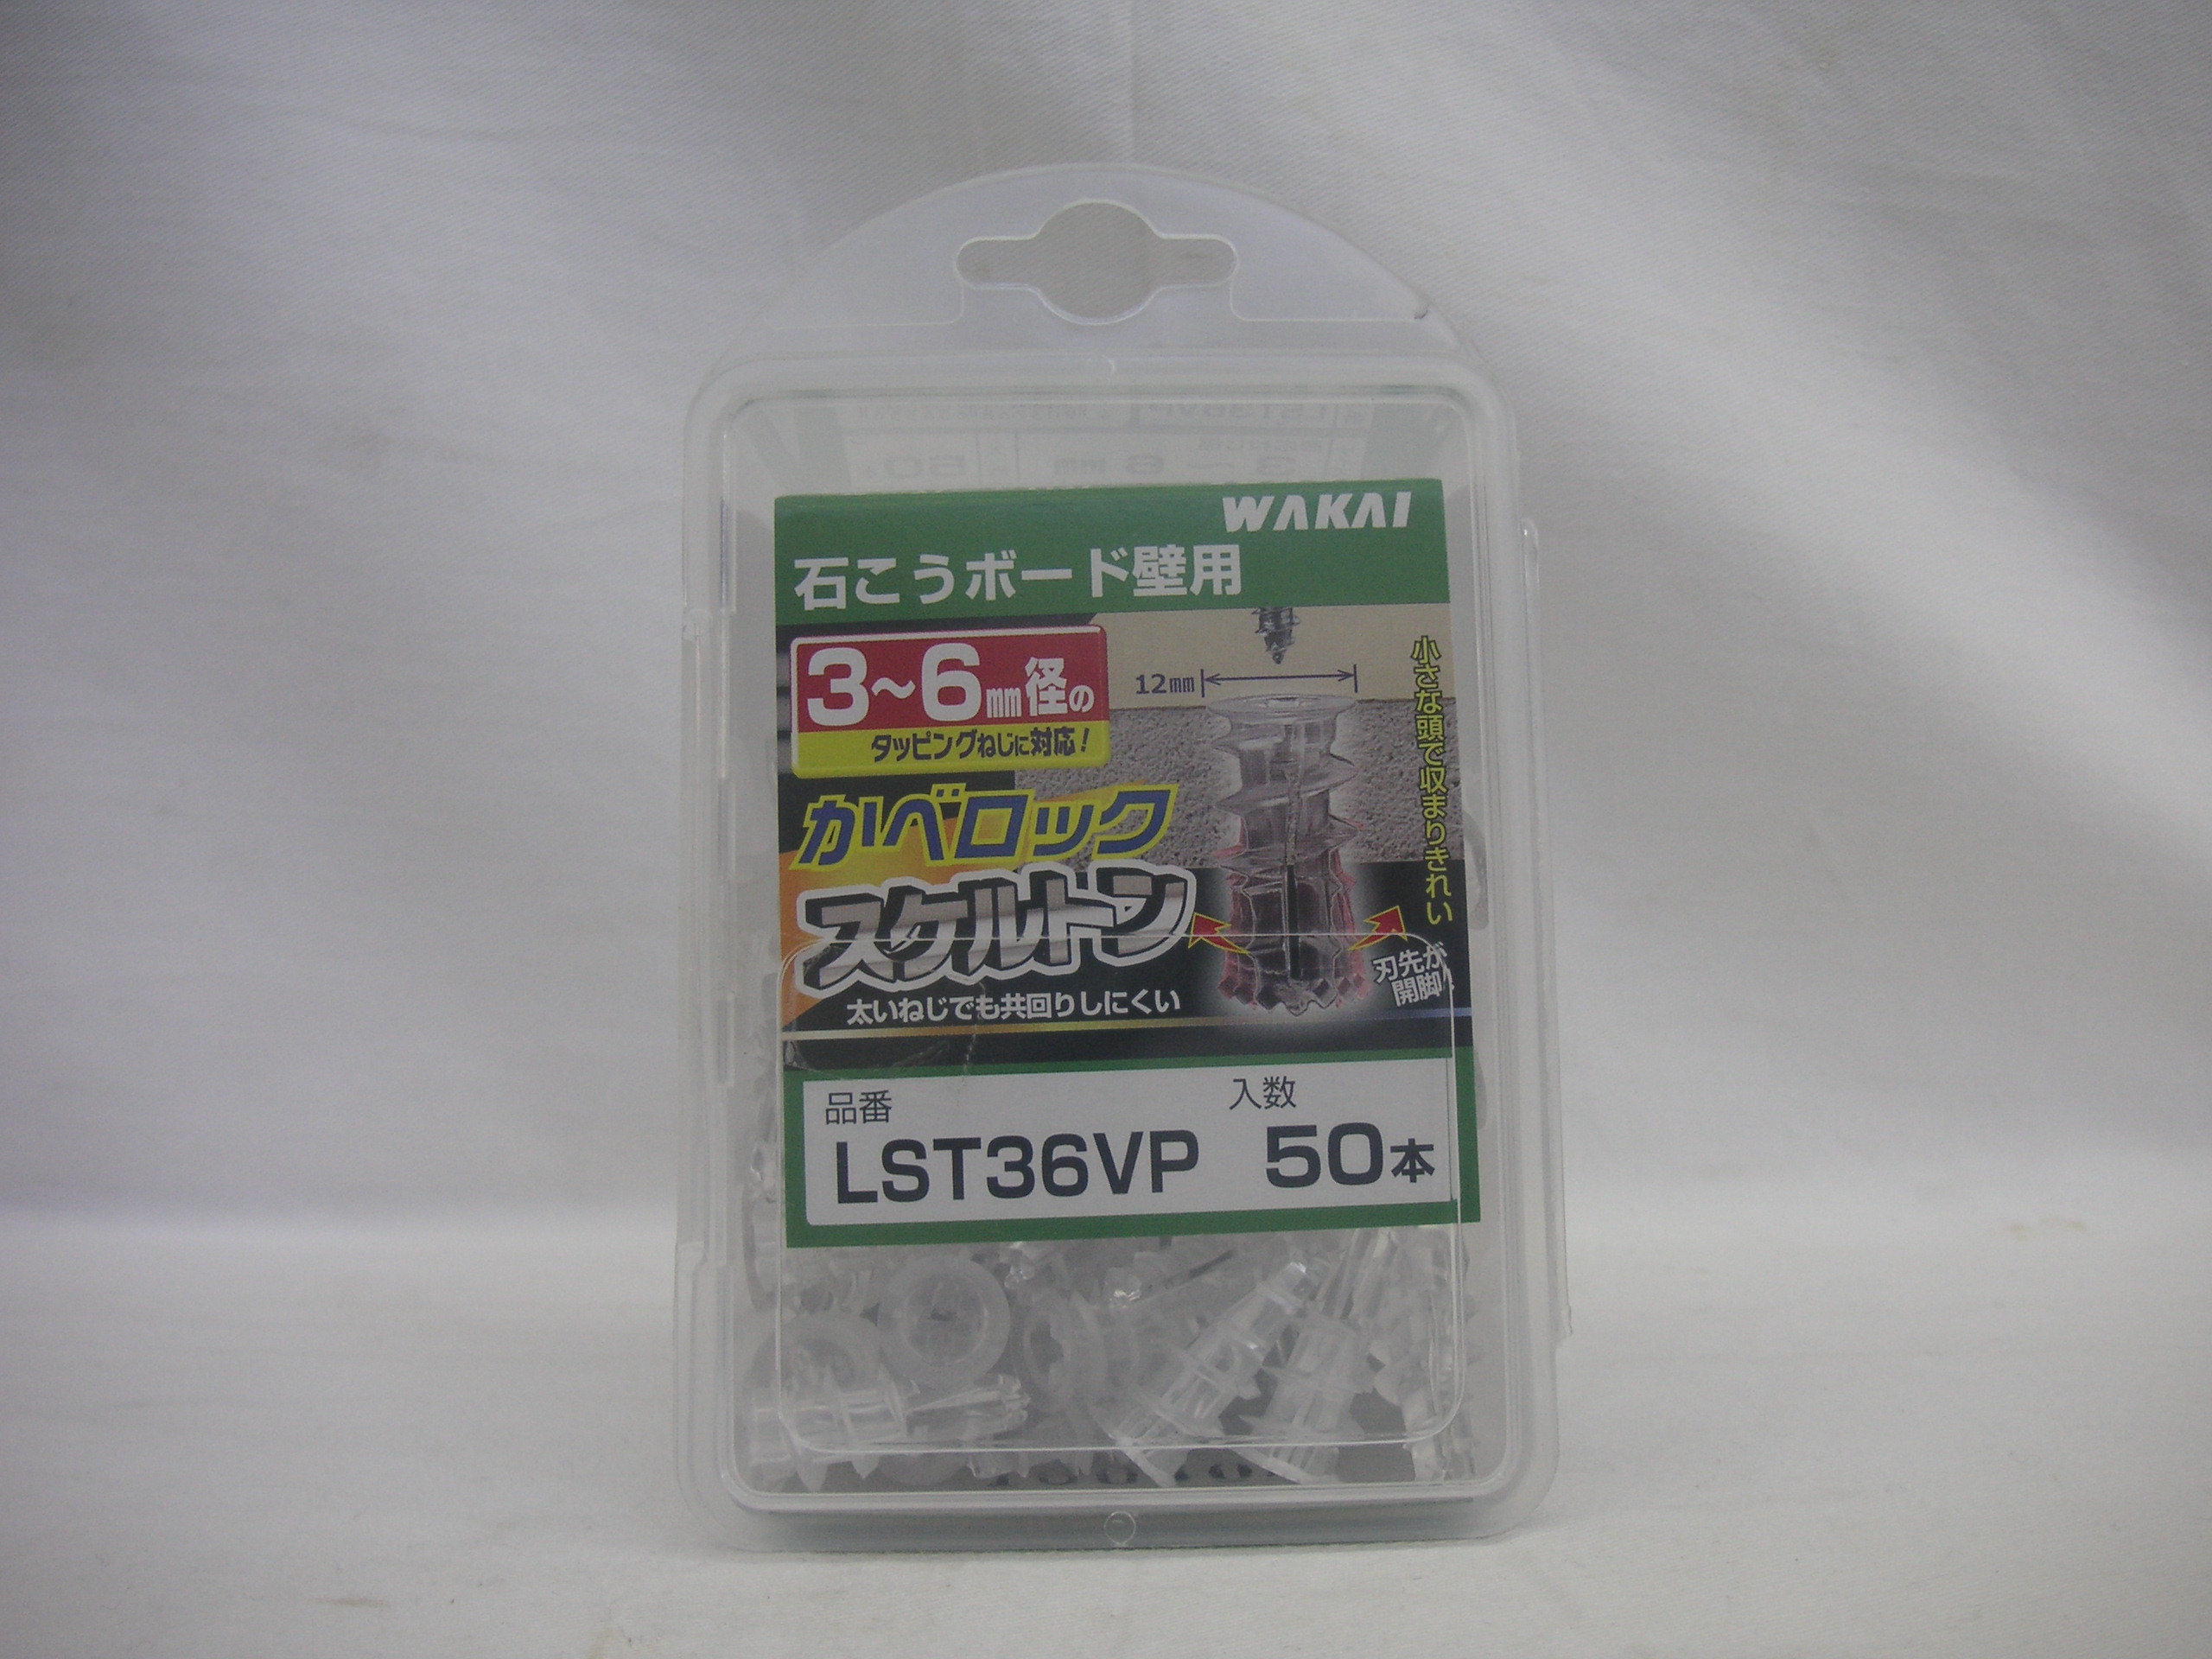 WAKAI
石こうボード壁用
3～6mm径の
タッピングねじに対応！
12mm
小さな頭で収まりきれい
かべロック
スケルトン
刃先が
開脚！
太いねじでも共回りしにくい
品番
入数
LST36VP
50本